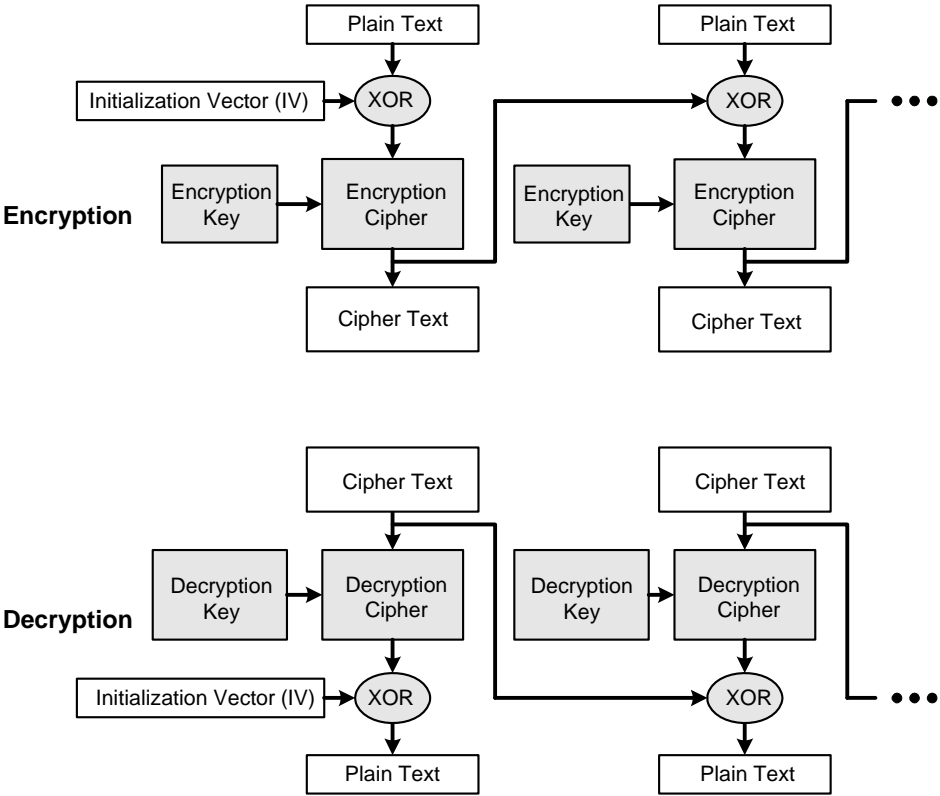 Plain Text
Plain Text
Initialization Vector (IV)
XOR
XOR
Encryption
Encryption
Key
Encryption
Cipher
Encryption
Key
Encryption
Cipher
Cipher Text
Cipher Text
Cipher Text
Cipher Text
Decryption
Decryption
Key
Decryption
Cipher
Decryption
Key
Decryption
Cipher
Initialization Vector (IV)
XOR
XOR
Plain Text
Plain Text